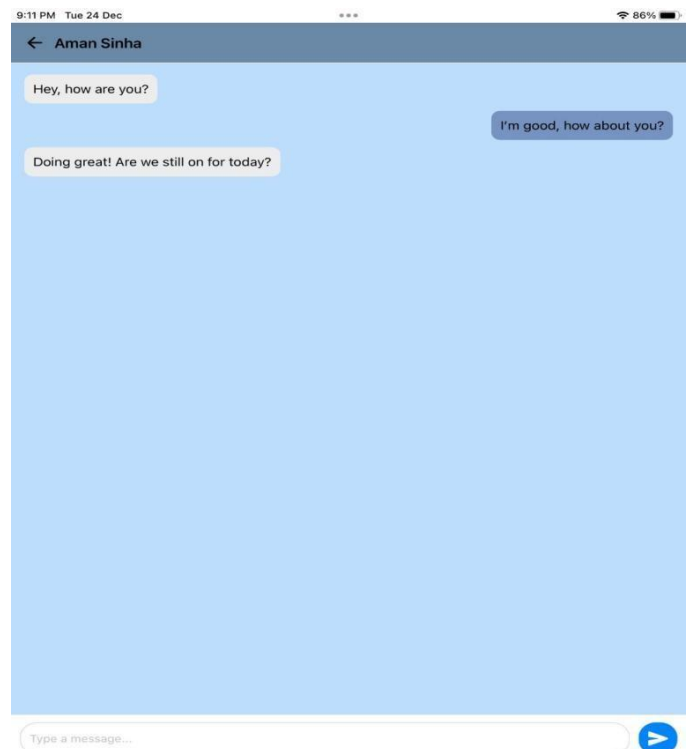 9:11 PM Tue 24 Dec 86%
Aman Sinha
Hey, how are you?
I'm good, how about you?
Doing great! Are we still on for today?
Type a message...